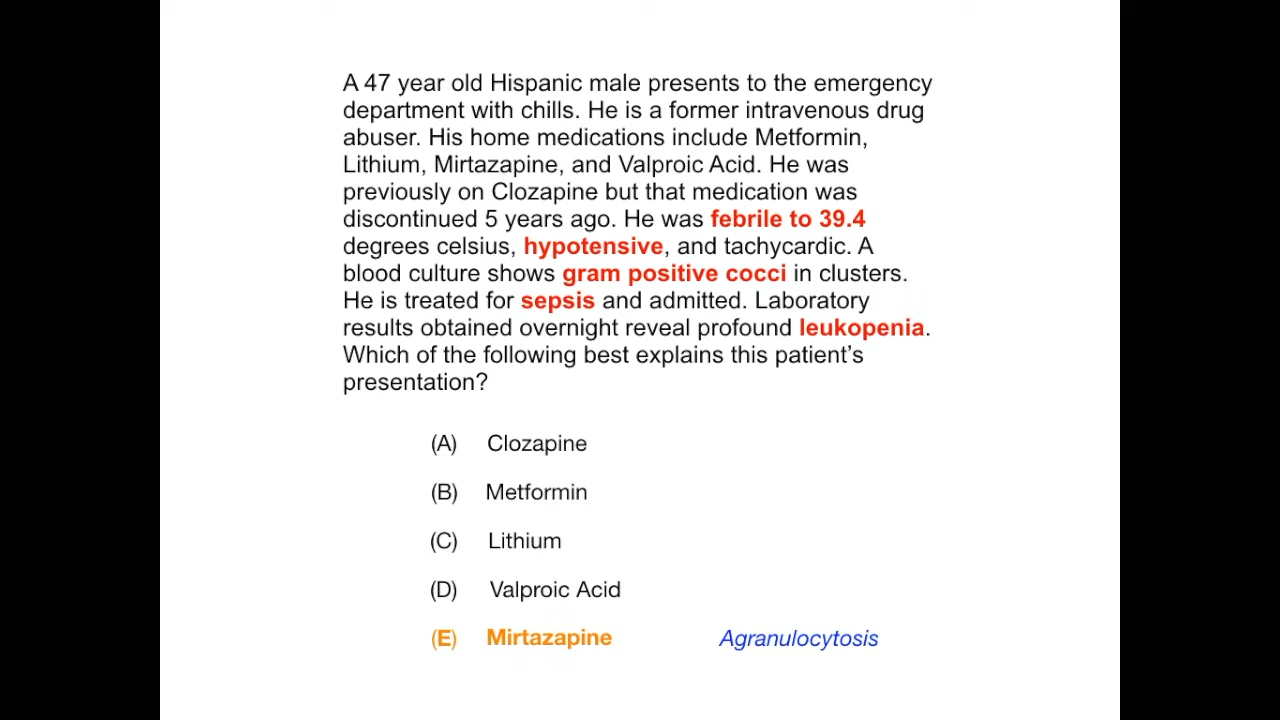 A 47 year old Hispanic male presents to the emergency
department with chills. He is a former intravenous drug
abuser. His home medications include Metformin,
Lithium, Mirtazapine, and Valproic Acid. He was
previously on Clozapine but that medication was
discontinued 5 years ago. He was febrile to 39.4
degrees celsius, hypotensive, and tachycardic. A
blood culture shows gram positive cocci in clusters.
He is treated for sepsis and admitted. Laboratory
results obtained overnight reveal profound leukopenia.
Which of the following best explains this patient’s
presentation?
(A) Clozapine
(B) Metformin
(C) Lithium
(D) Valproic Acid
(E) Mirtazapine Agranulocytosis